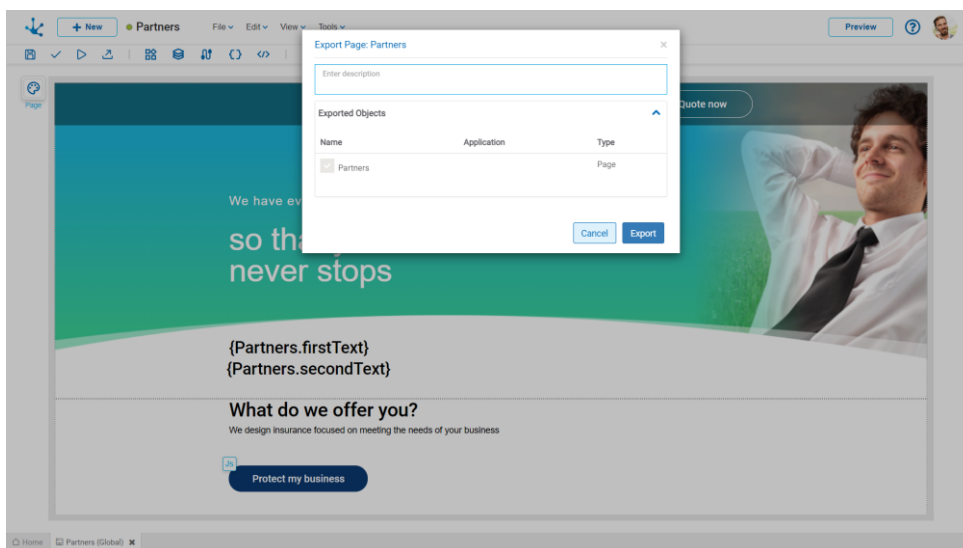 + New
Partners
File
Edit
View
Tools
Preview
?
Page
Export Page: Partners
×
Enter description
Exported Objects
Name Application Type
Partners Page
Cancel Export
Quote now
We have ev
so tha
never stops
{Partners.firstText}
{Partners.secondText}
What do we offer you?
We design insurance focused on meeting the needs of your business
JS
Protect my business
Home
Partners (Global)